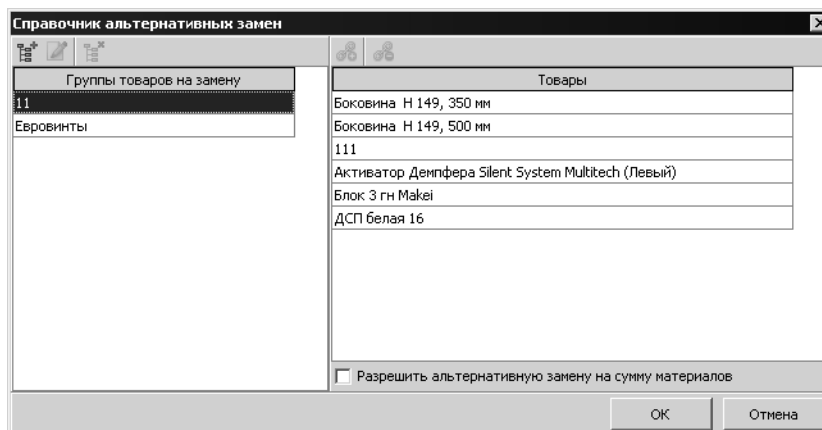 Справочник альтернативных замен
Группы товаров на замену
11
Евровинты
Товары
Боковина Н 149, 350 мм
Боковина Н 149, 500 мм
111
Активатор Демпфера Silent System Multitech (Левый)
Блок 3 гн Makei
ДСП белая 16
Разрешить альтернативную замену на сумму материалов
ОК
Отмена